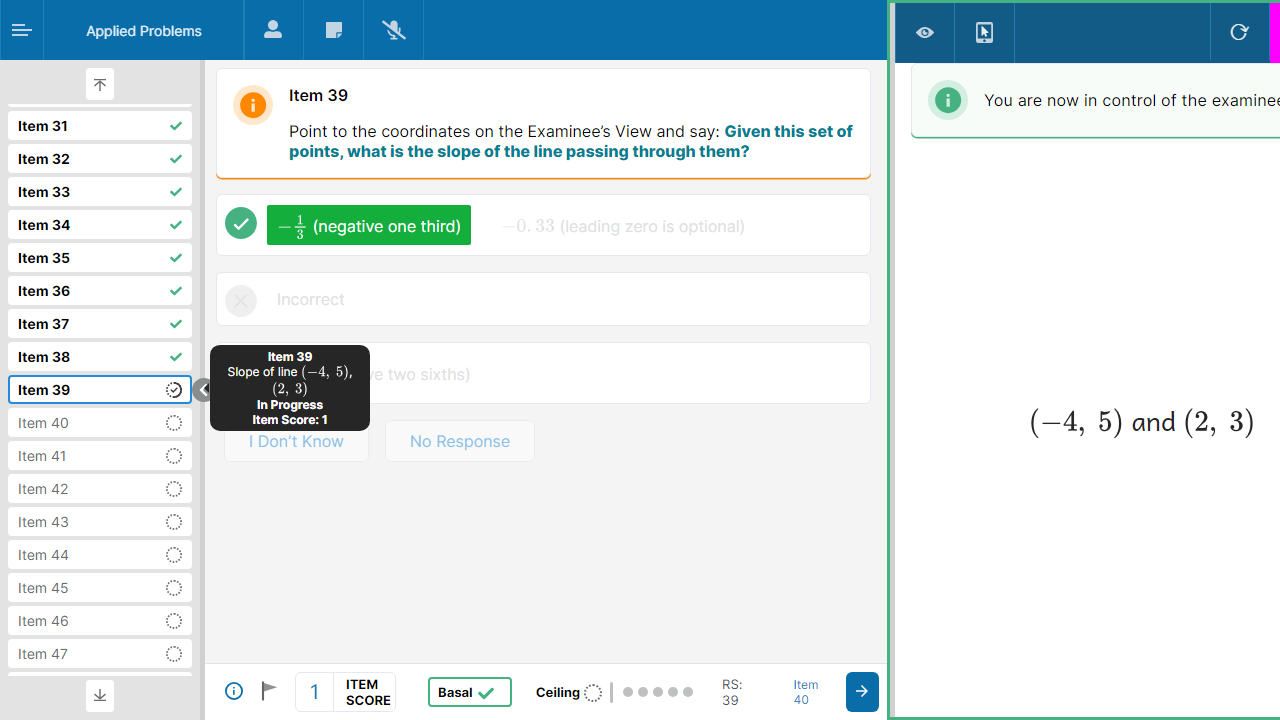 Applied Problems
Item 31
Item 32
Item 33
Item 34
Item 35
Item 36
Item 37
Item 38
Item 39
Item 40
Item 41
Item 42
Item 43
Item 44
Item 45
Item 46
Item 47
Item 39
Point to the coordinates on the Examinee’s View and say: Given this set of
points, what is the slope of the line passing through them?
−1/3 (negative one third) −0.33 (leading zero is optional)
Incorrect
two sixths)
Item 39
Slope of line (−4, 5),
(2, 3)
In Progress
Item Score: 1
I Don’t Know No Response
1 ITEM
SCORE
Basal
Ceiling
RS:
39
Item
40
You are now in control of the examinee
(−4, 5) and (2, 3)